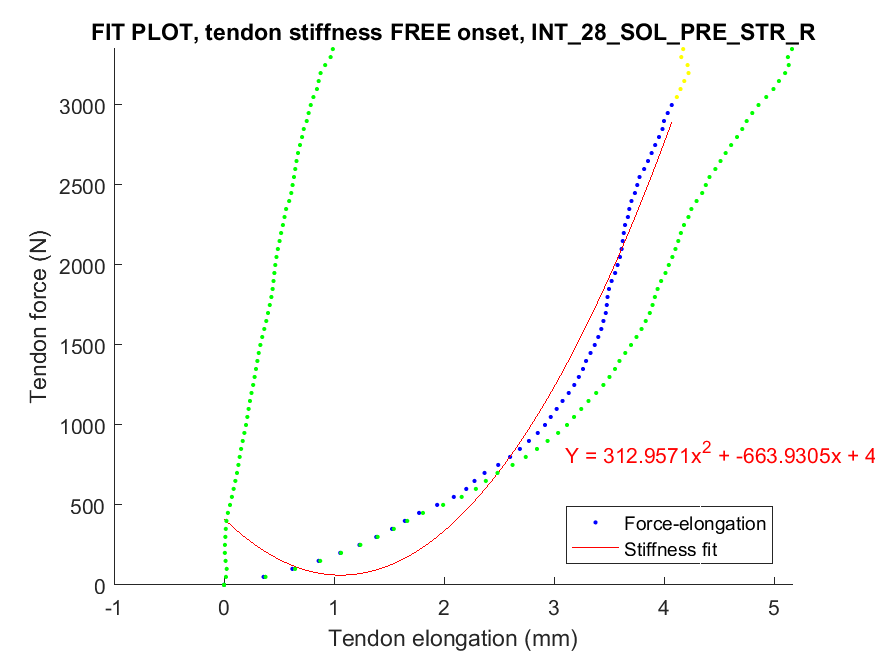 FIT PLOT, tendon stiffness FREE onset, INT_28_SOL_PRE_STR_R
3000
2500
2000
1500
1000
500
0
Tendon force (N)
Y = 312.9571x² + -663.9305x + 4
Force-elongation
Stiffness fit
-1 0 1 2 3 4 5
Tendon elongation (mm)